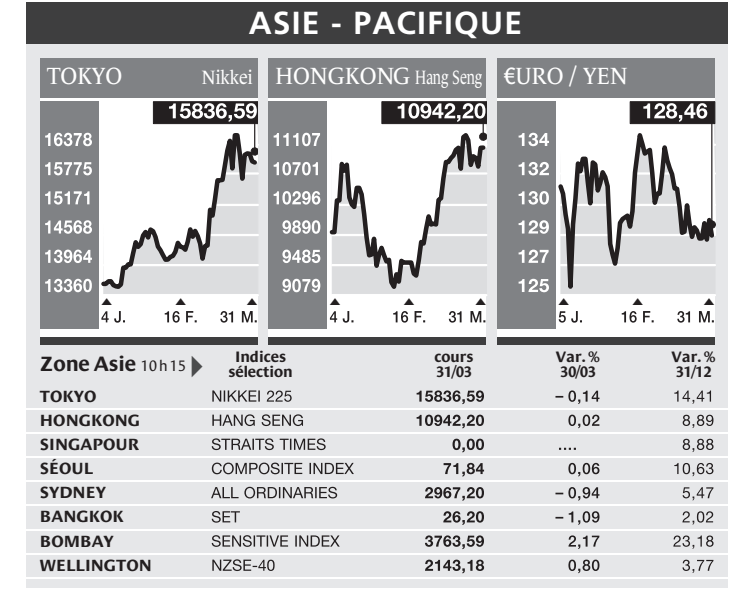 ASIE - PACIFIQUE
TOKYO Nikkei
15836,59
16378
15775
15171
14568
13964
13360
4 J. 16 F. 31 M.
HONGKONG Hang Seng
10942,20
11107
10701
10296
9890
9485
9079
4 J. 16 F. 31 M.
€URO / YEN
128,46
134
132
130
129
127
125
5 J. 16 F. 31 M.
Zone Asie 10h15 Indices sélection cours 31/03 Var. % 30/03 Var. % 31/12
TOKYO NIKKEI 225 15836,59 – 0,14 14,41
HONGKONG HANG SENG 10942,20 0,02 8,89
SINGAPOUR STRAITS TIMES 0,00 .... 8,88
SÉOUL COMPOSITE INDEX 71,84 0,06 10,63
SYDNEY ALL ORDINARIES 2967,20 – 0,94 5,47
BANGKOK SET 26,20 – 1,09 2,02
BOMBAY SENSITIVE INDEX 3763,59 2,17 23,18
WELLINGTON NZSE-40 2143,18 0,80 3,77